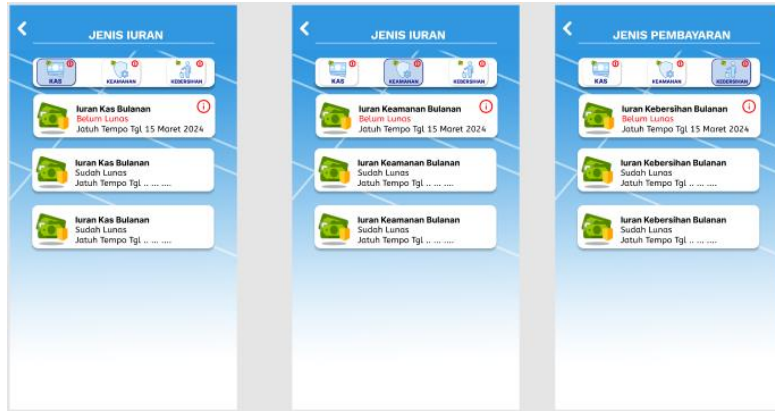 JENIS IURAN
KAS
KEAMANAN
KEBERSIHAN
Iuran Kas Bulanan
Belum Lunas
Jatuh Tempo Tgl 15 Maret 2024
Iuran Kas Bulanan
Sudah Lunas
Jatuh Tempo Tgl .. ... ....
Iuran Kas Bulanan
Sudah Lunas
Jatuh Tempo Tgl .. ... ....
JENIS IURAN
KAS
KEAMANAN
KEBERSIHAN
Iuran Keamanan Bulanan
Belum Lunas
Jatuh Tempo Tgl 15 Maret 2024
Iuran Keamanan Bulanan
Sudah Lunas
Jatuh Tempo Tgl .. ... ....
Iuran Keamanan Bulanan
Sudah Lunas
Jatuh Tempo Tgl .. ... ....
JENIS PEMBAYARAN
KAS
KEAMANAN
KEBERSIHAN
Iuran Kebersihan Bulanan
Belum Lunas
Jatuh Tempo Tgl 15 Maret 2024
Iuran Kebersihan Bulanan
Sudah Lunas
Jatuh Tempo Tgl .. ... ....
Iuran Kebersihan Bulanan
Sudah Lunas
Jatuh Tempo Tgl .. ... ....